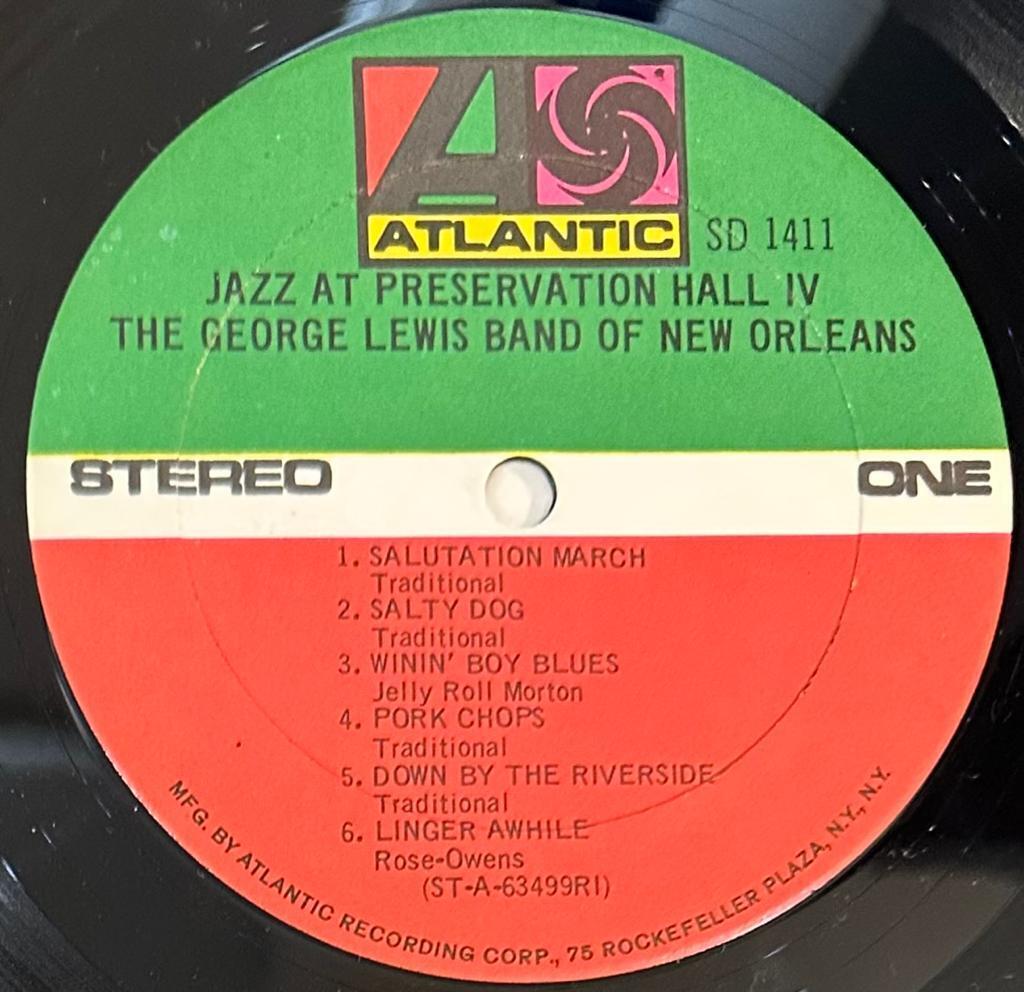 ATLANTIC
SD 1411
JAZZ AT PRESERVATION HALL IV
THE GEORGE LEWIS BAND OF NEW ORLEANS
STEREO
ONE
1. SALUTATION MARCH
Traditional
2. SALTY DOG
Traditional
3. WININ' BOY BLUES
Jelly Roll Morton
4. PORK CHOPS
Traditional
5. DOWN BY THE RIVERSIDE
Traditional
6. LINGER AWHILE
Rose-Owens
(ST-A-63499RI)
MFG. BY ATLANTIC RECORDING CORP., 75 ROCKEFELLER PLAZA, N.Y., N.Y.